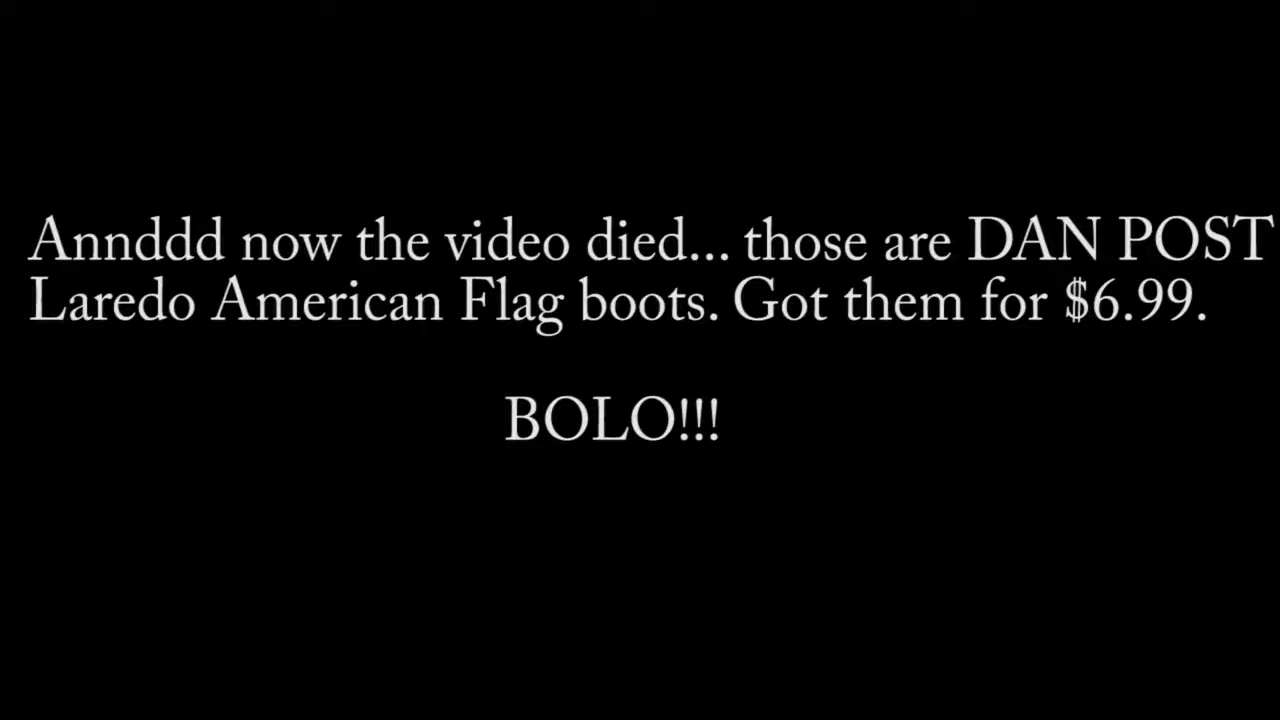 Annddd now the video died... those are DAN POST
Laredo American Flag boots. Got them for $6.99.
BOLO!!!